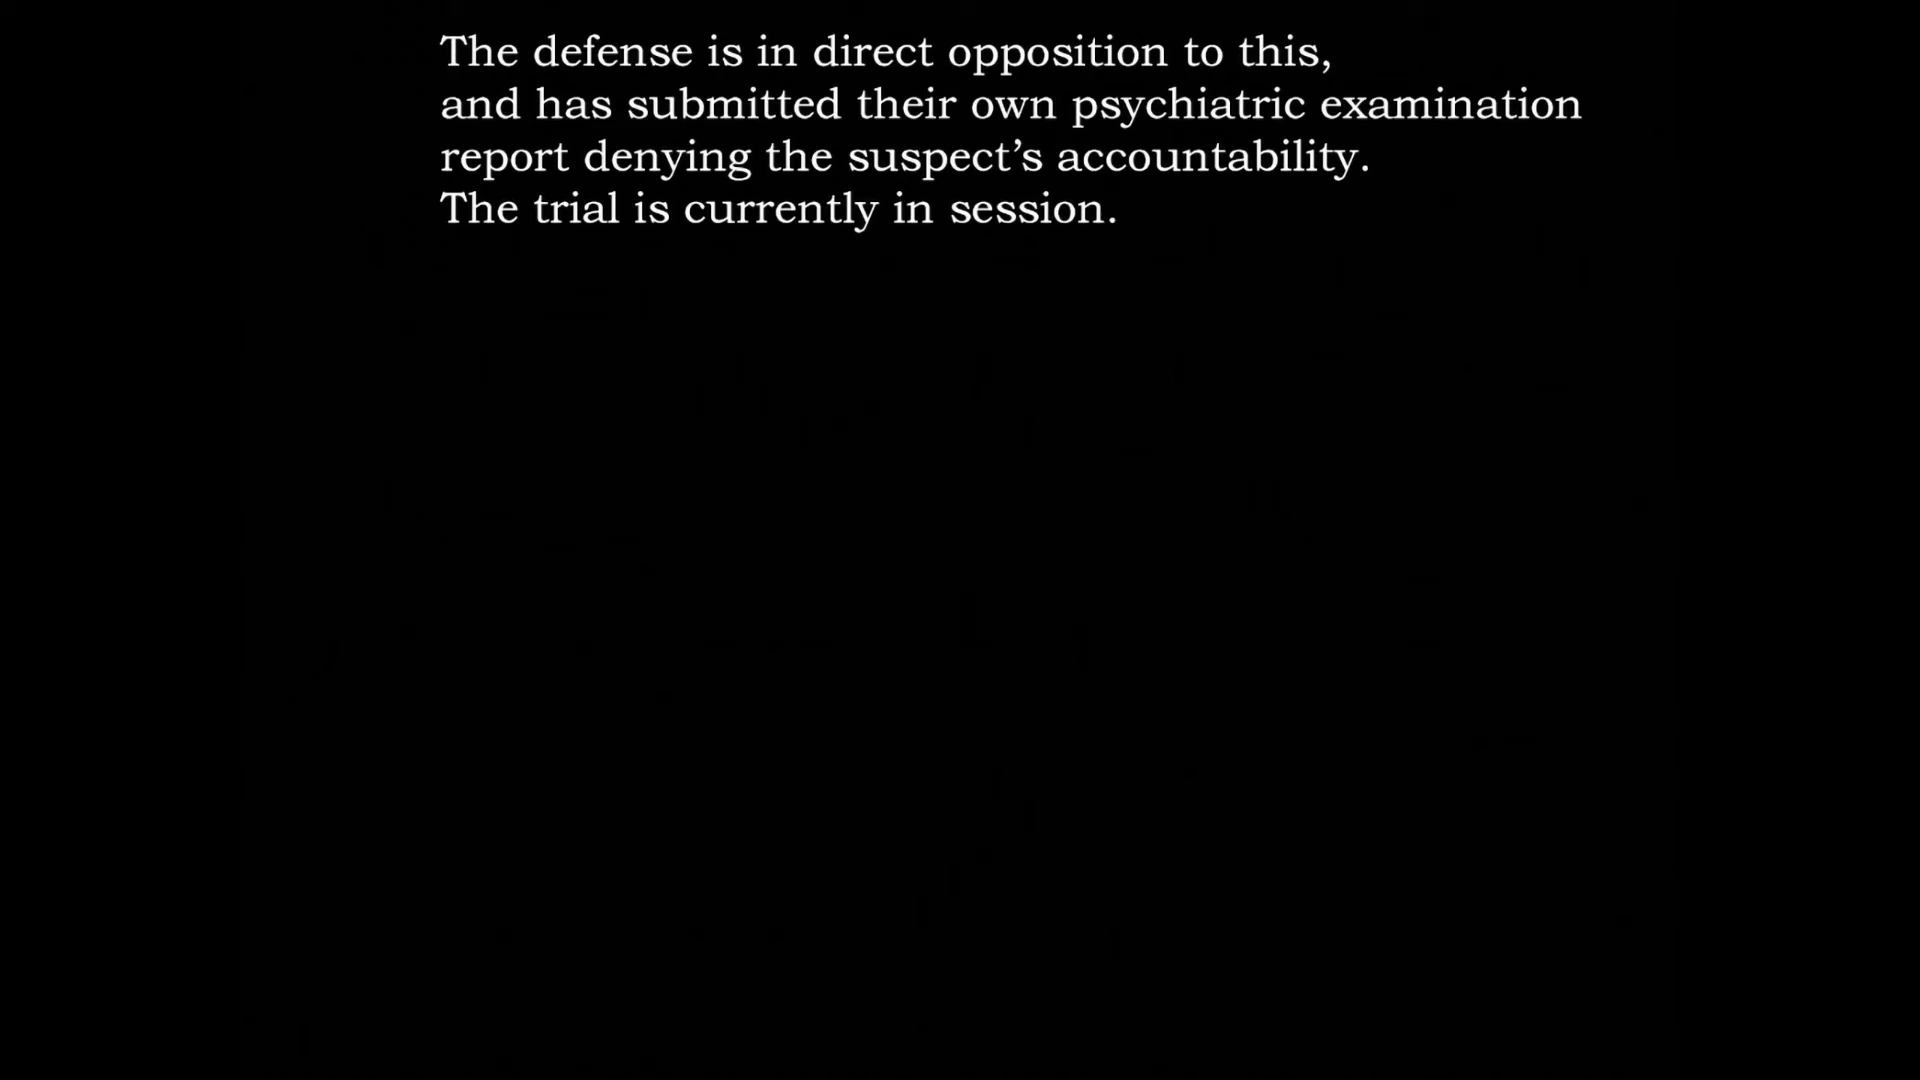 The defense is in direct opposition to this,
and has submitted their own psychiatric examination
report denying the suspect’s accountability.
The trial is currently in session.